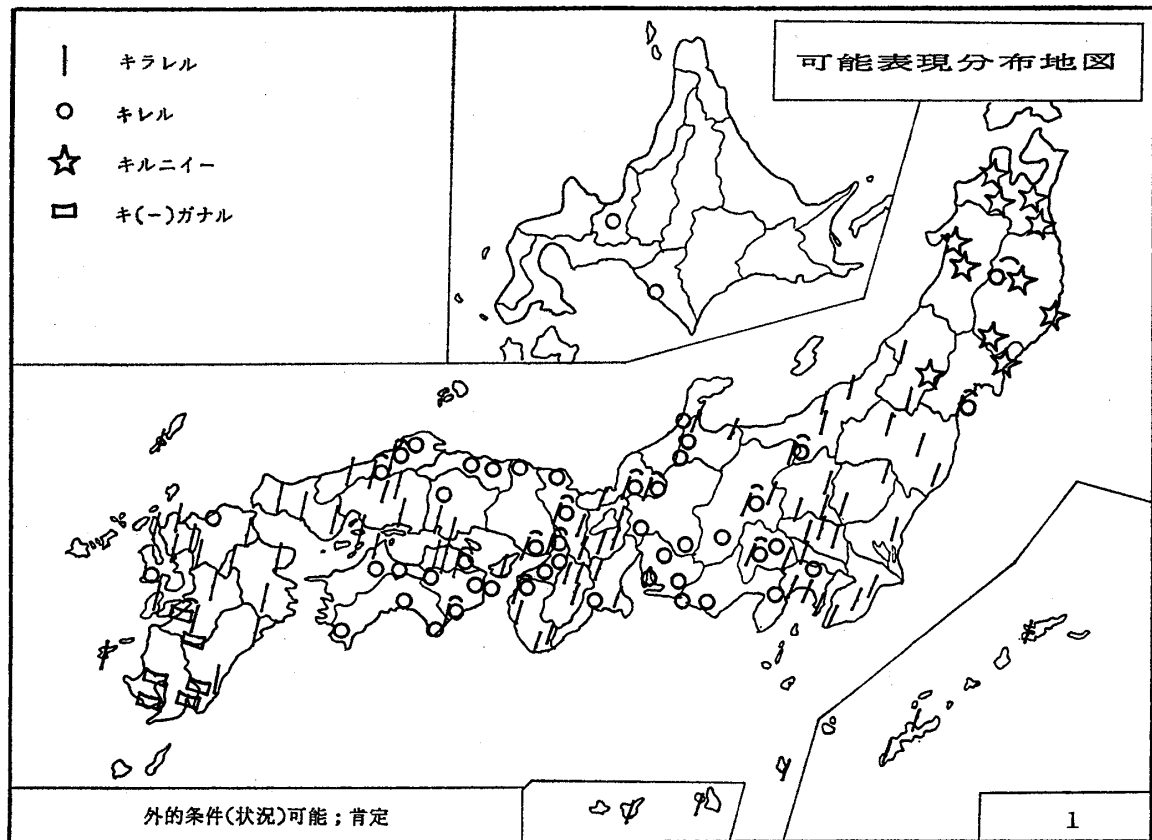 可能表現分布地図
キラレル
キレル
キルニイー
キ(ー)ガナル
外的条件(状況)可能；肯定
1